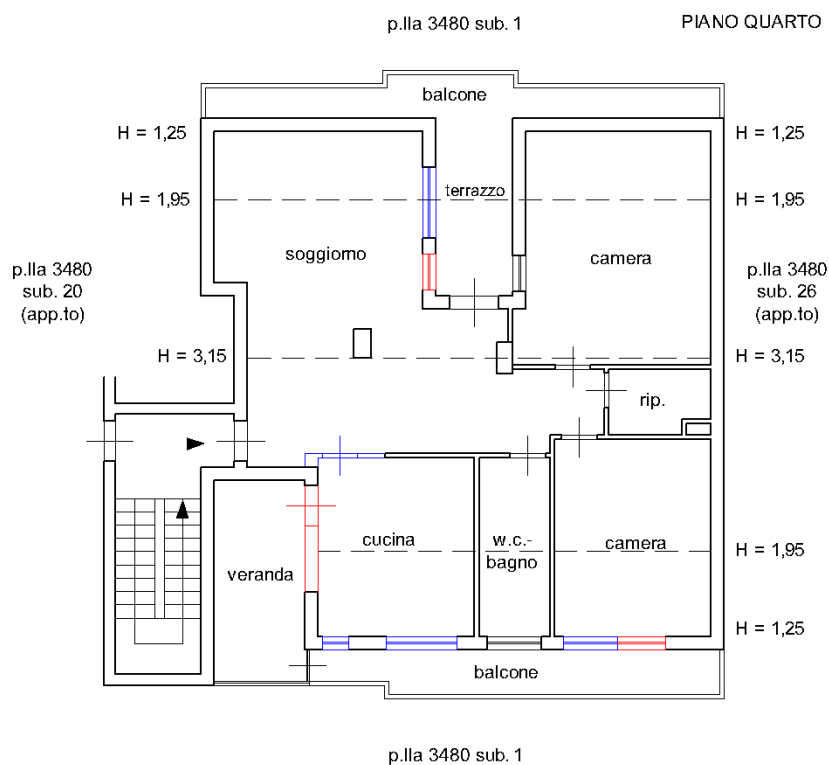 p.lla 3480 sub. 1
PIANO QUARTO
balcone
H = 1,25
H = 1,25
H = 1,95
terrazzo
H = 1,95
soggiorno
camera
p.lla 3480
sub. 20
(app.to)
p.lla 3480
sub. 26
(app.to)
H = 3,15
H = 3,15
rip.
cucina
w.c.-
bagno
camera
H = 1,95
veranda
H = 1,25
balcone
p.lla 3480 sub. 1